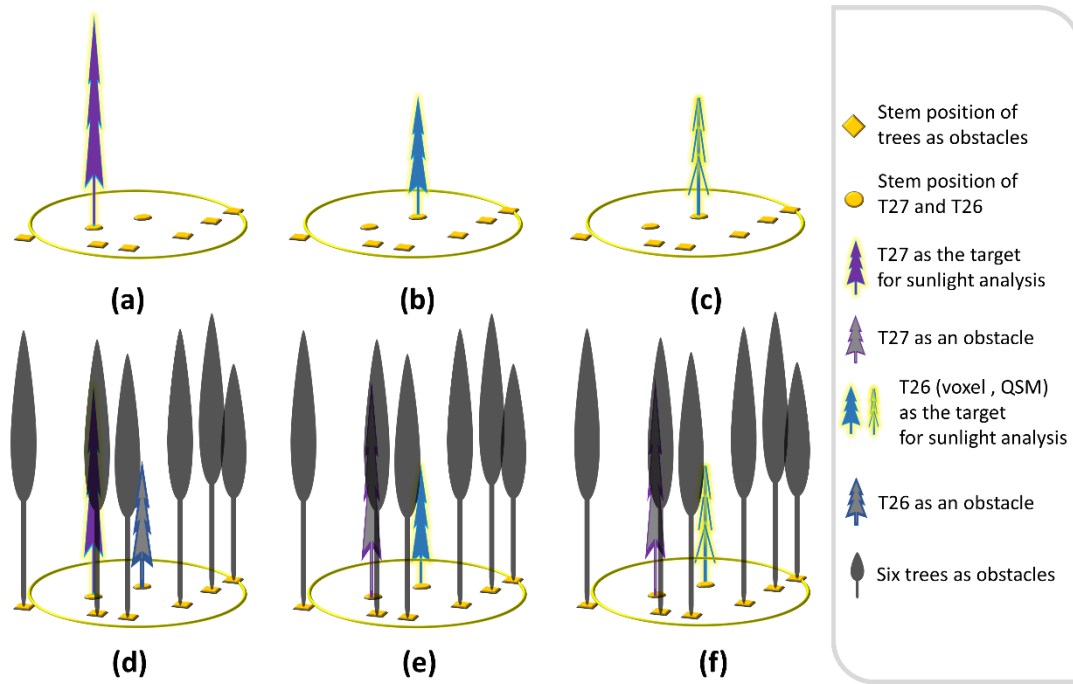 (a)
(b)
(c)
(d)
(e)
(f)
Stem position of
trees as obstacles
Stem position of
T27 and T26
T27 as the target
for sunlight analysis
T27 as an obstacle
T26 (voxel , QSM)
as the target
for sunlight analysis
T26 as an obstacle
Six trees as obstacles